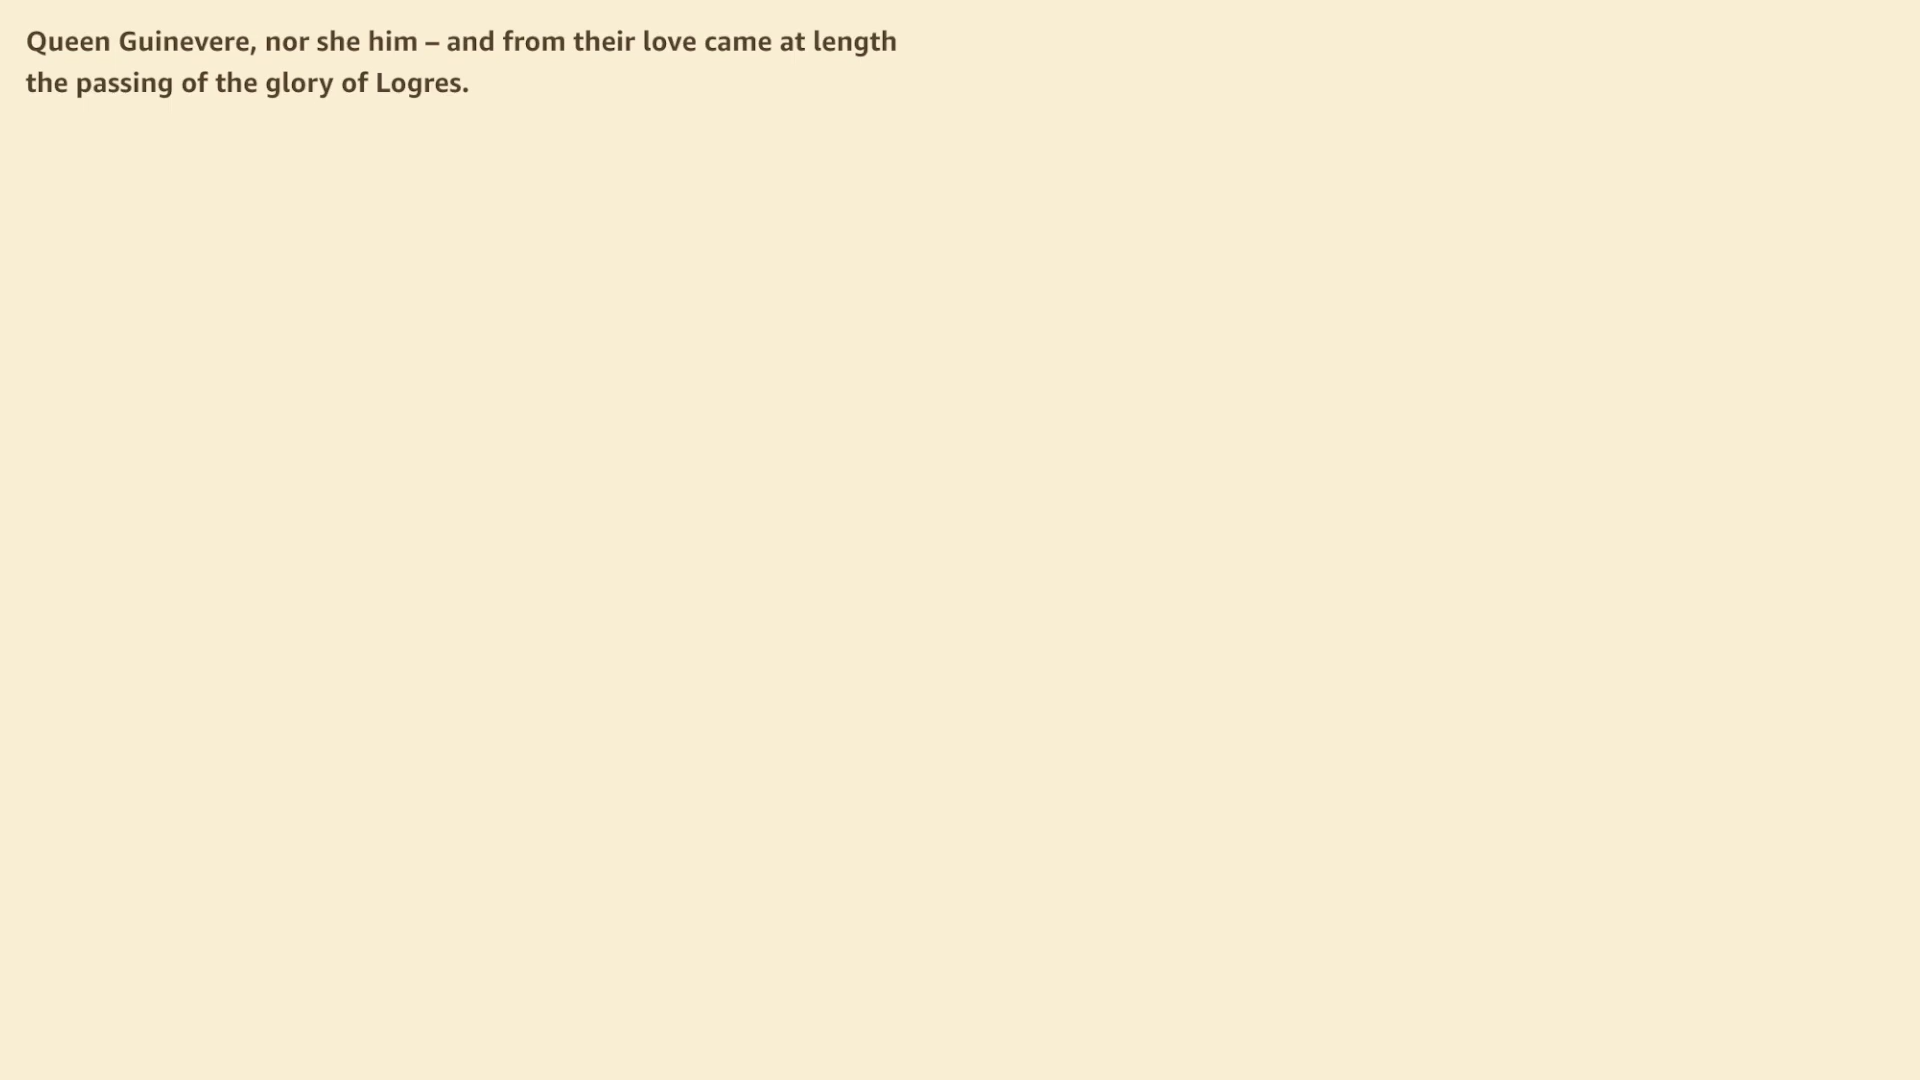 Queen Guinevere, nor she him – and from their love came at length
the passing of the glory of Logres.